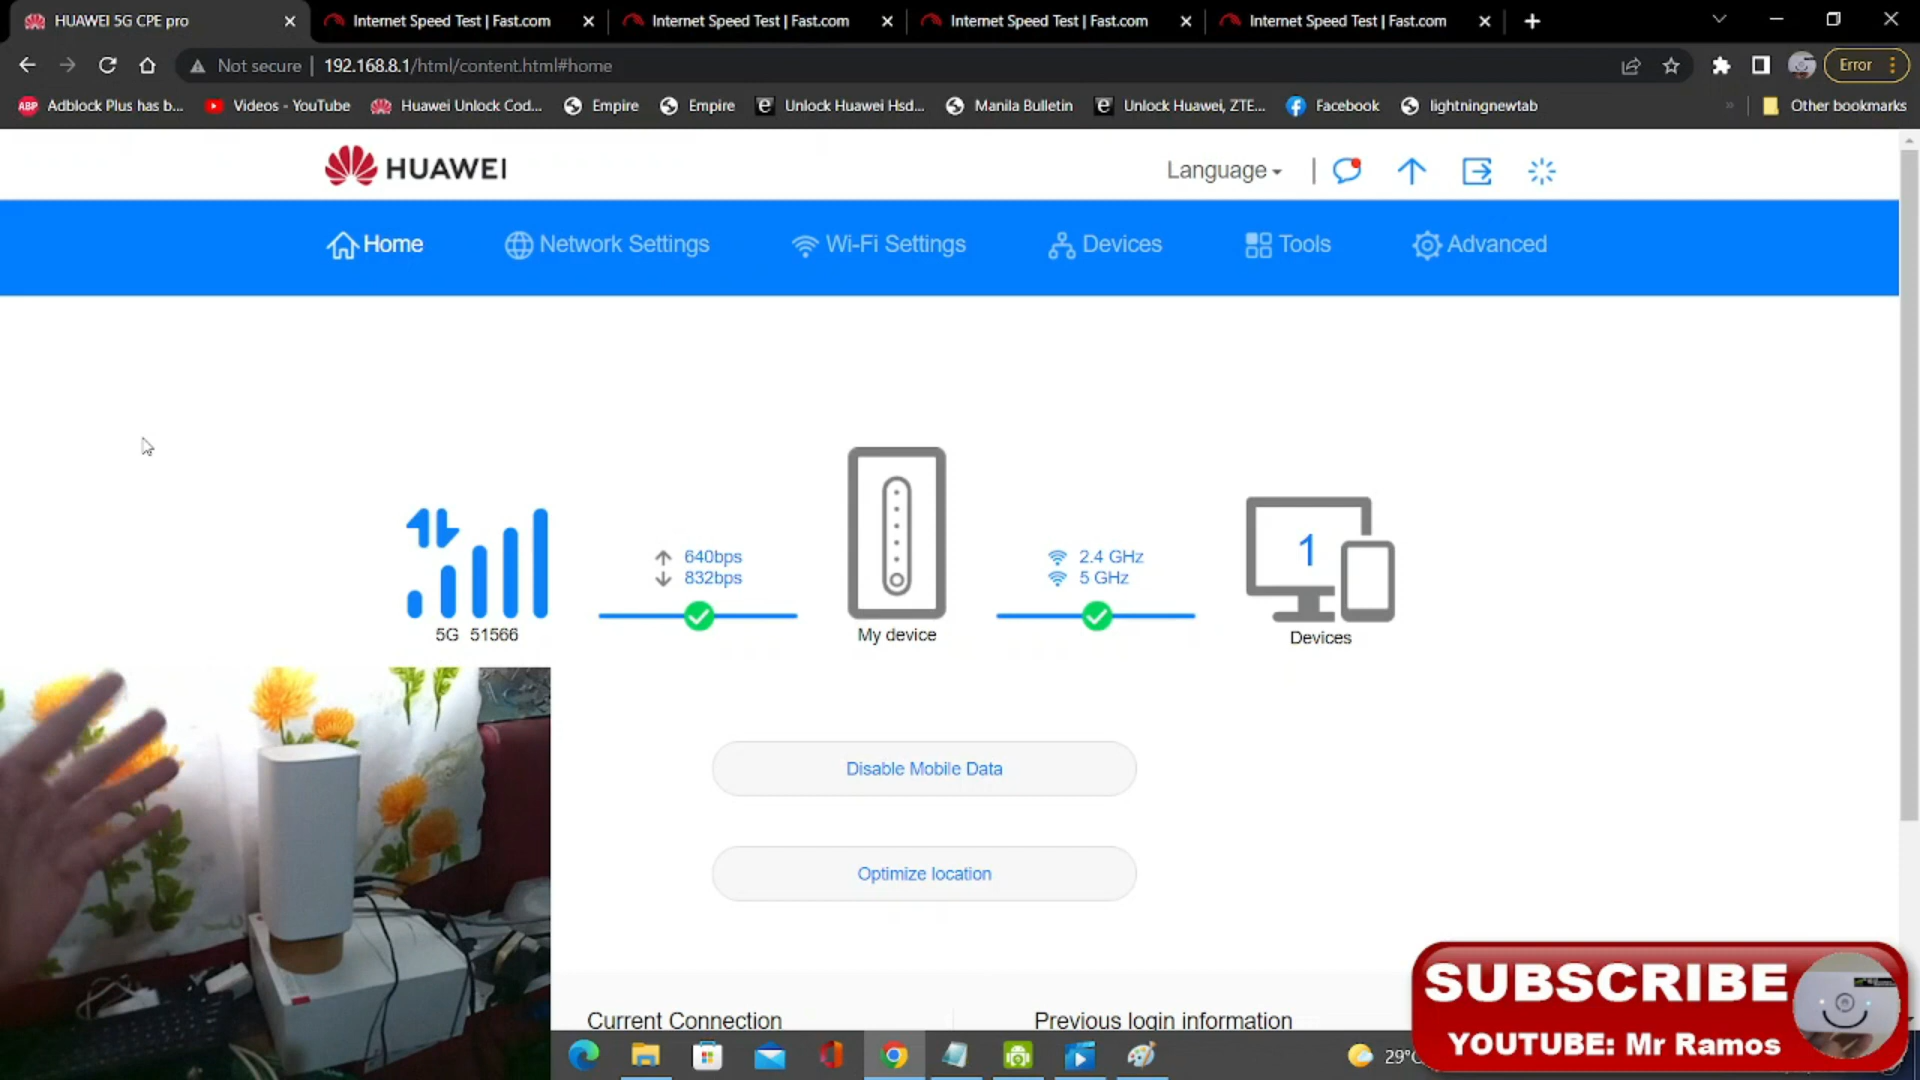 HUAWEI 5G CPE pro
Internet Speed Test | Fast.com
Internet Speed Test | Fast.com
Internet Speed Test | Fast.com
Internet Speed Test | Fast.com
Not secure
192.168.8.1/html/content.html#home
Error
ABP
Adblock Plus has b...
Videos - YouTube
Huawei Unlock Cod...
Empire
Empire
Unlock Huawei Hsd...
Manila Bulletin
Unlock Huawei, ZTE...
Facebook
lightningnewtab
Other bookmarks
HUAWEI
Language
Home
Network Settings
Wi-Fi Settings
Devices
Tools
Advanced
640bps
832bps
2.4 GHz
5 GHz
1
5G 51566
My device
Devices
Disable Mobile Data
Optimize location
Current Connection
Previous login information
SUBSCRIBE
YOUTUBE: Mr Ramos
29°C